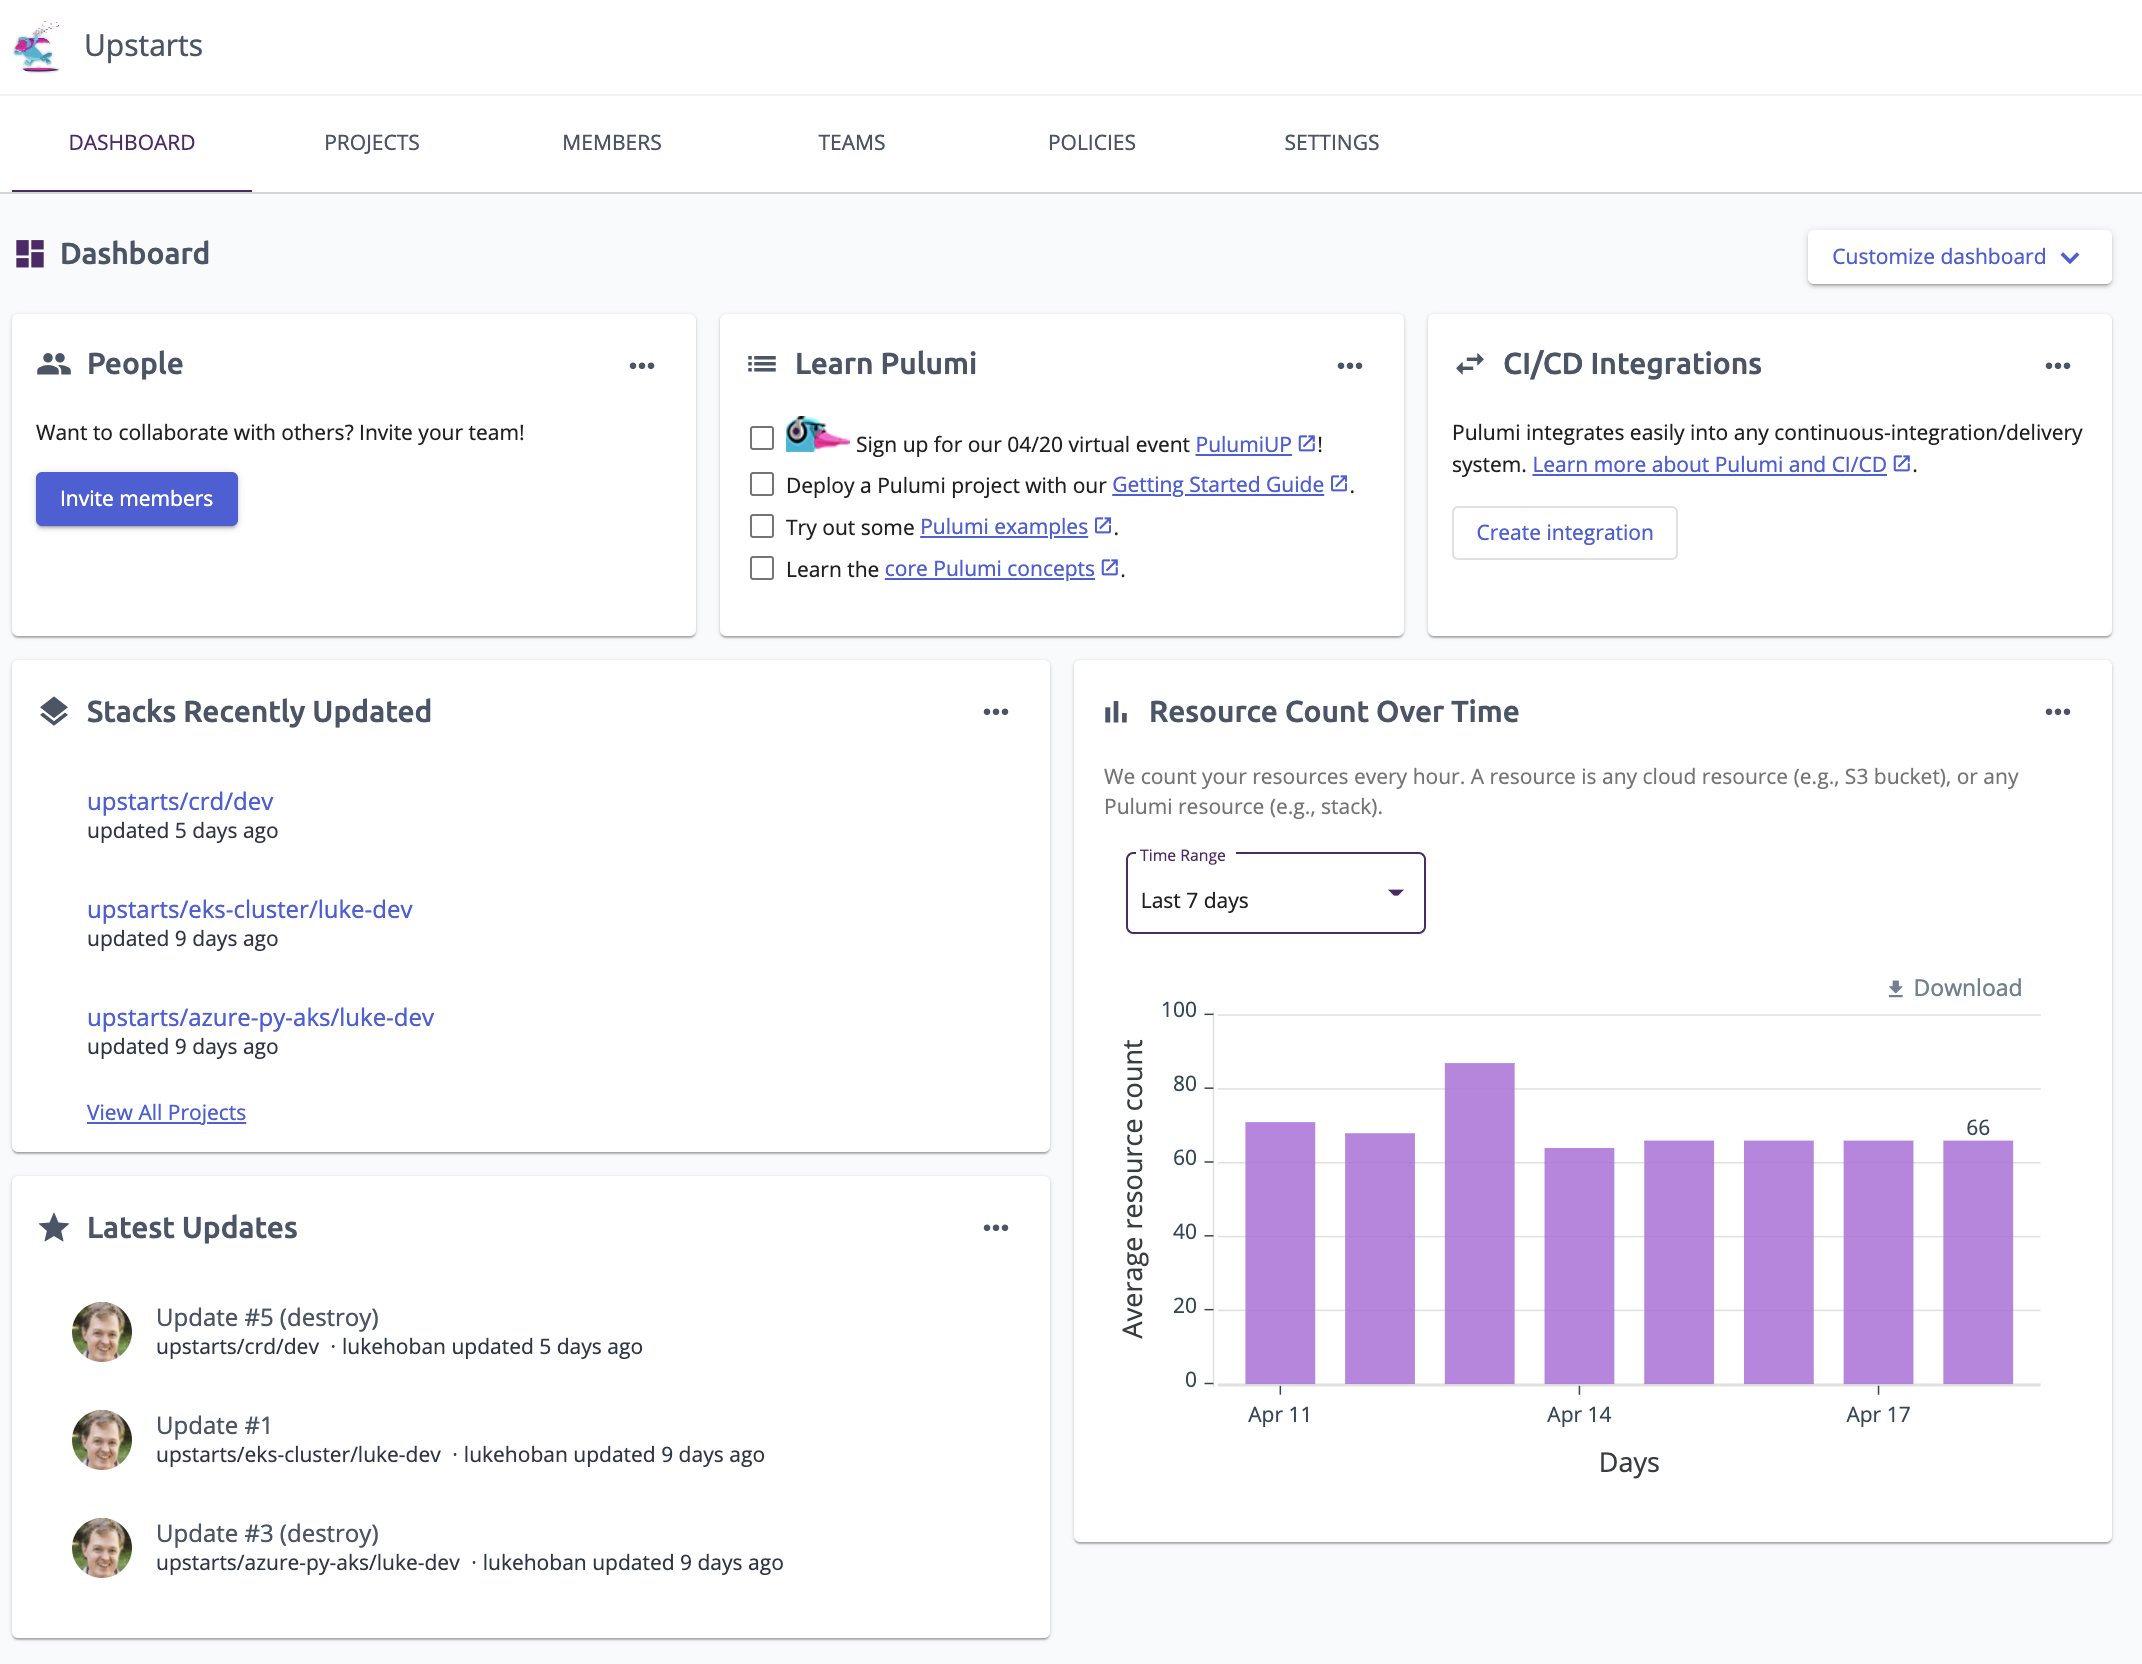 Upstarts
DASHBOARD PROJECTS MEMBERS TEAMS POLICIES SETTINGS
Dashboard
Customize dashboard
People
Want to collaborate with others? Invite your team!
Invite members
Learn Pulumi
Sign up for our 04/20 virtual event PulumiUP !
Deploy a Pulumi project with our Getting Started Guide .
Try out some Pulumi examples .
Learn the core Pulumi concepts .
CI/CD Integrations
Pulumi integrates easily into any continuous-integration/delivery
system. Learn more about Pulumi and CI/CD .
Create integration
Stacks Recently Updated
upstarts/crd/dev
updated 5 days ago
upstarts/eks-cluster/luke-dev
updated 9 days ago
upstarts/azure-py-aks/luke-dev
updated 9 days ago
View All Projects
Latest Updates
Update #5 (destroy)
upstarts/crd/dev · lukehoban updated 5 days ago
Update #1
upstarts/eks-cluster/luke-dev · lukehoban updated 9 days ago
Update #3 (destroy)
upstarts/azure-py-aks/luke-dev · lukehoban updated 9 days ago
Resource Count Over Time
We count your resources every hour. A resource is any cloud resource (e.g., S3 bucket), or any
Pulumi resource (e.g., stack).
Time Range
Last 7 days
Download
Average resource count
100
80
60
40
20
0
66
Apr 11 Apr 14 Apr 17
Days